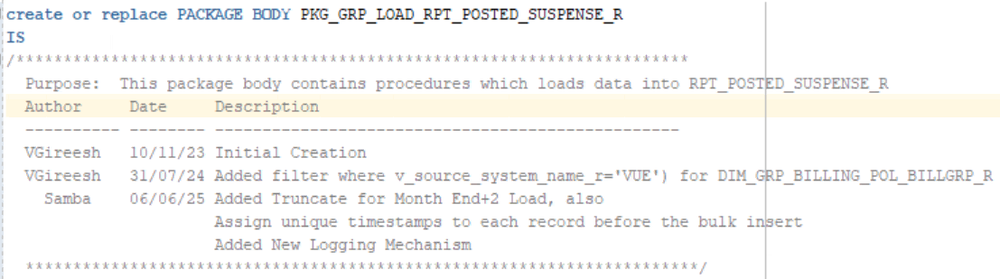 create or replace PACKAGE BODY PKG_GRP_LOAD_RPT_POSTED_SUSPENSE_R
IS
/***********************************************************************
Purpose:  This package body contains procedures which loads data into RPT_POSTED_SUSPENSE_R
Author     Date     Description
---------- -------- -------------------------------------------------
VGireesh   10/11/23 Initial Creation
VGireesh   31/07/24 Added filter where v_source_system_name_r='VUE') for DIM_GRP_BILLING_POL_BILLGRP_R
Samba    06/06/25 Added Truncate for Month End+2 Load, also
Assign unique timestamps to each record before the bulk insert
Added New Logging Mechanism
***********************************************************************/